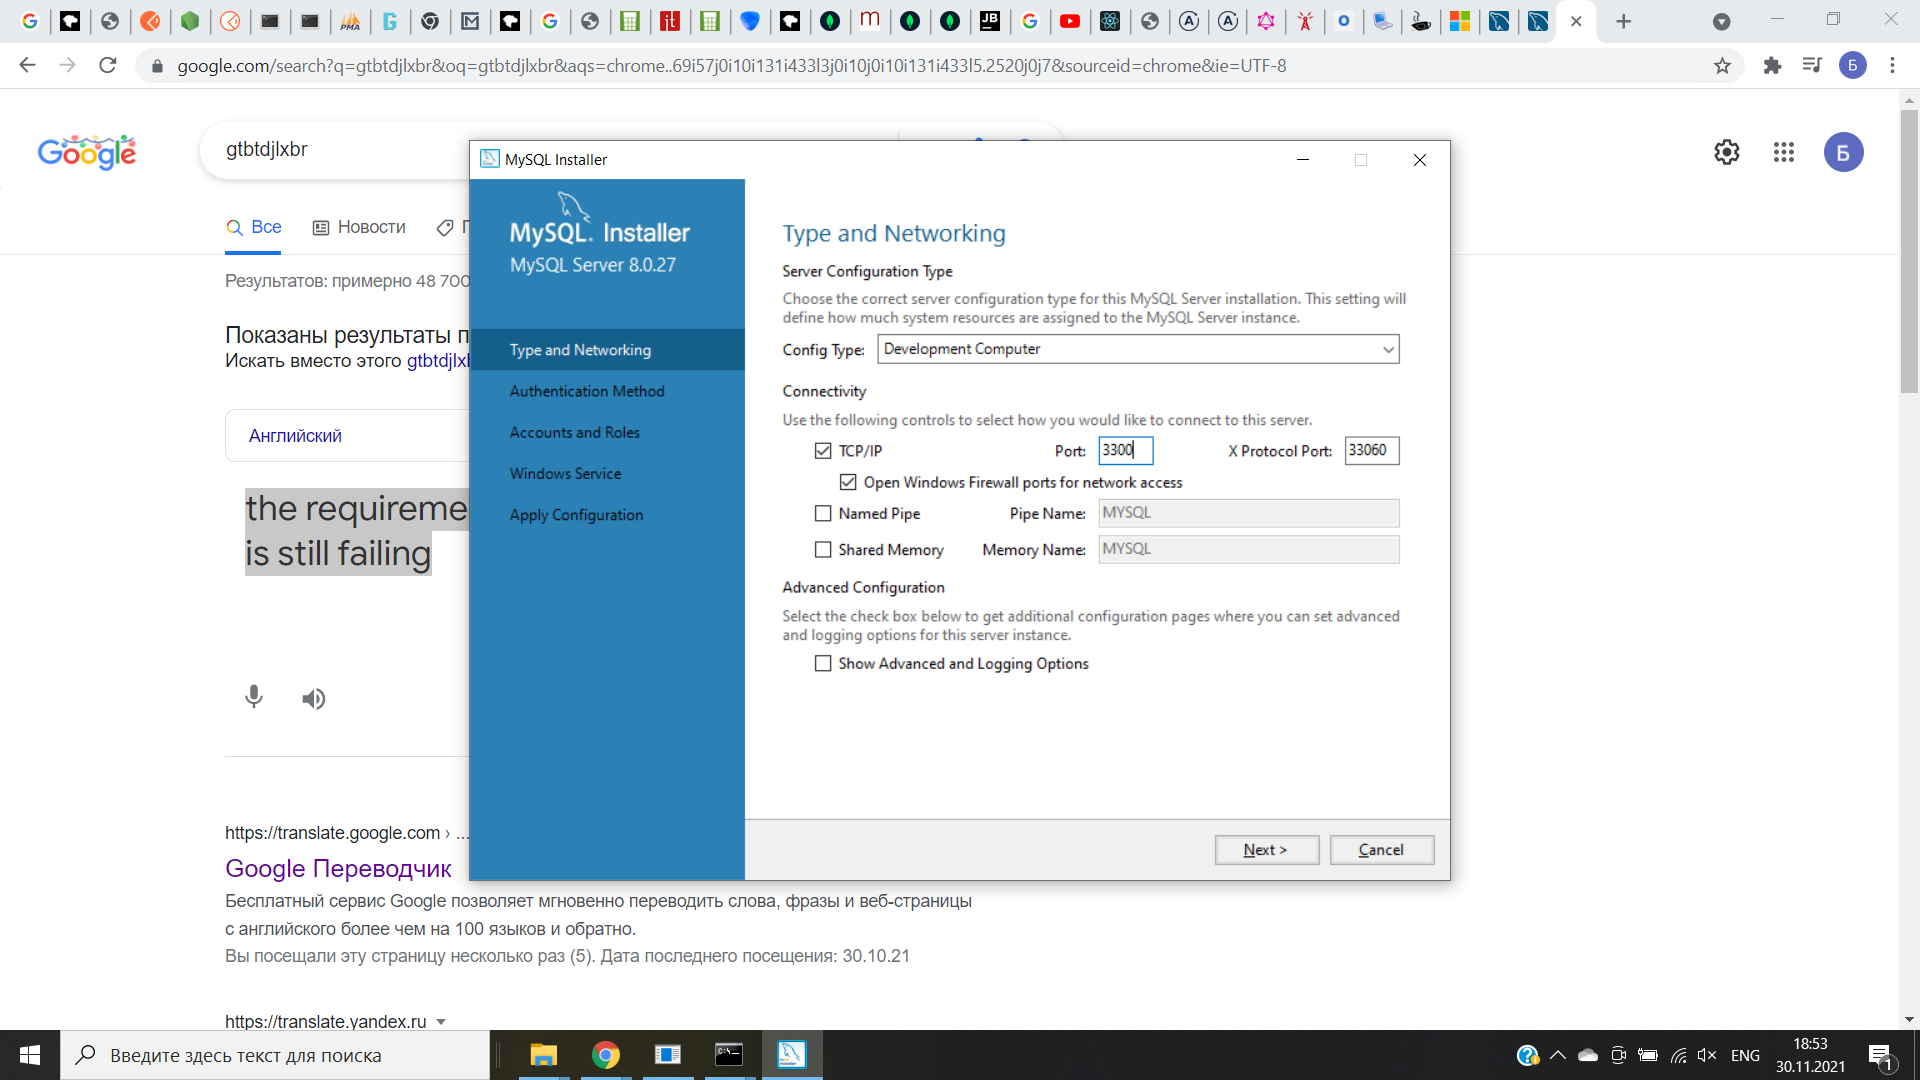 google.com/search?q=gtbtdjlxbr&oq=gtbtdjlxbr&aqs=chrome..69i57j0i10i131i433l3j0i10j0i10i131i433l5.2520j0j7&sourceid=chrome&ie=UTF-8
Б
Google
gtbtdjlxbr
Б
Все
Новости
Результатов: примерно 48 700
Показаны результаты п
Искать вместо этого gtbtdjlx
Английский
the requireme
is still failing
MySQL Installer
MySQL. Installer
MySQL Server 8.0.27
Type and Networking
Authentication Method
Accounts and Roles
Windows Service
Apply Configuration
Type and Networking
Server Configuration Type
Choose the correct server configuration type for this MySQL Server installation. This setting will
define how much system resources are assigned to the MySQL Server instance.
Config Type: Development Computer
Connectivity
Use the following controls to select how you would like to connect to this server.
TCP/IP Port: 3300 X Protocol Port: 33060
Open Windows Firewall ports for network access
Named Pipe Pipe Name: MYSQL
Shared Memory Memory Name: MYSQL
Advanced Configuration
Select the check box below to get additional configuration pages where you can set advanced
and logging options for this server instance.
Show Advanced and Logging Options
Next > Cancel
https://translate.google.com › ...
Google Переводчик
Бесплатный сервис Google позволяет мгновенно переводить слова, фразы и веб-страницы
с английского более чем на 100 языков и обратно.
Вы посещали эту страницу несколько раз (5). Дата последнего посещения: 30.10.21
https://translate.yandex.ru
Введите здесь текст для поиска
ENG
18:53
30.11.2021
1